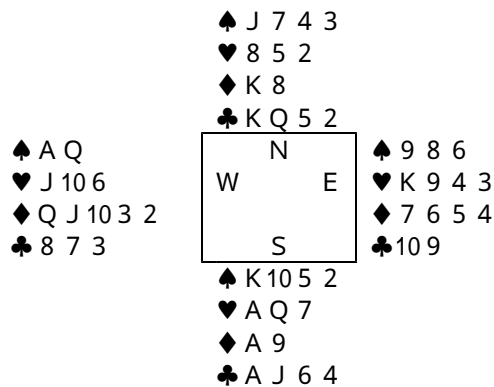 ♠ J 7 4 3
♥ 8 5 2
♦ K 8
♣ K Q 5 2
♠ A Q N ♠ 9 8 6
♥ J 10 6 W E ♥ K 9 4 3
♦ Q J 10 3 2 ♦ 7 6 5 4
♣ 8 7 3 S ♣ 10 9
♠ K 10 5 2
♥ A Q 7
♦ A 9
♣ A J 6 4